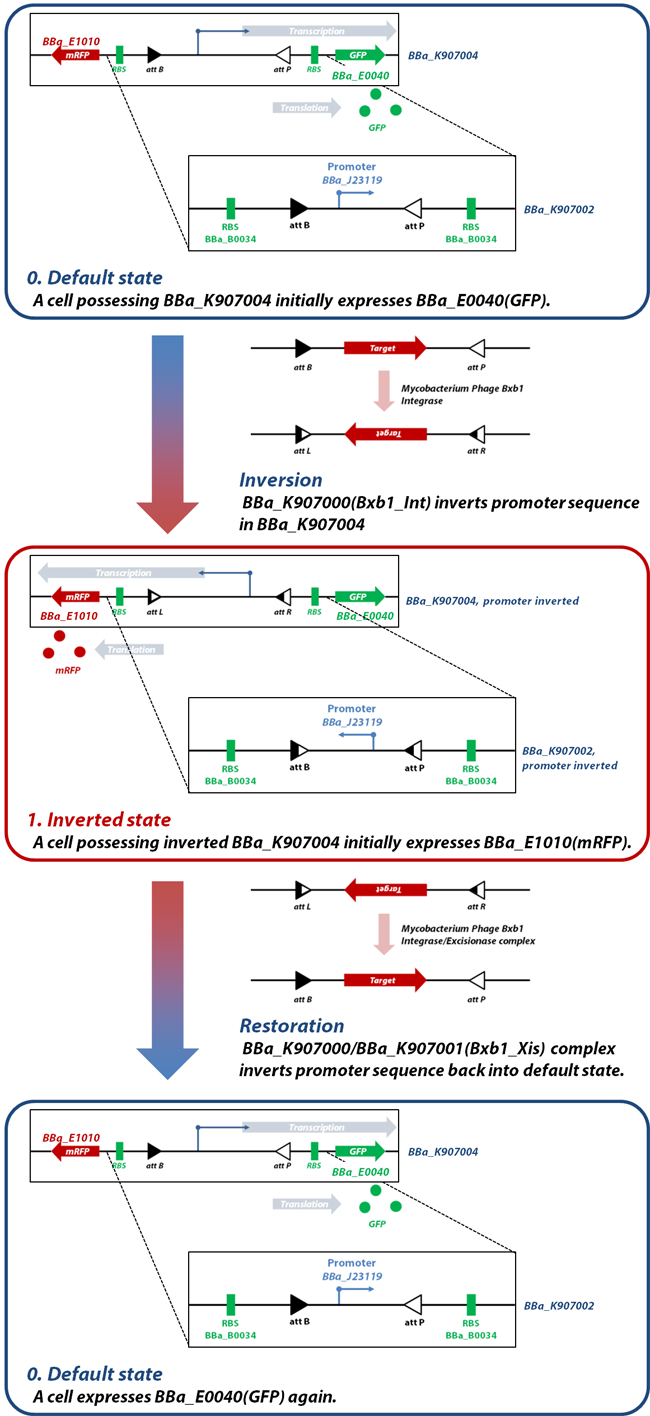 BBa_E1010
Transcription
mRFP
RBS
att B
att P
RBS
GFP
BBa_E0040
BBa_K907004
Translation
GFP
Promoter
BBa_J23119
RBS
BBa_B0034
att B
att P
RBS
BBa_B0034
BBa_K907002
0. Default state
A cell possessing BBa_K907004 initially expresses BBa_E0040(GFP).
att B
Target
att P
Mycobacterium Phage Bxb1
Integrase
att L
Target
att R
Inversion
BBa_K907000(Bxb1_Int) inverts promoter sequence
in BBa_K907004
Transcription
mRFP
BBa_E1010
RBS
att L
att R
RBS
GFP
BBa_E0040
BBa_K907004, promoter inverted
Translation
mRFP
Promoter
BBa_J23119
RBS
BBa_B0034
att B
att P
RBS
BBa_B0034
BBa_K907002,
promoter inverted
1. Inverted state
A cell possessing inverted BBa_K907004 initially expresses BBa_E1010(mRFP).
att L
Target
att R
Mycobacterium Phage Bxb1
Integrase/Excisionase complex
att B
Target
att P
Restoration
BBa_K907000/BBa_K907001(Bxb1_Xis) complex
inverts promoter sequence back into default state.
BBa_E1010
Transcription
mRFP
RBS
att B
att P
RBS
GFP
BBa_E0040
BBa_K907004
Translation
GFP
Promoter
BBa_J23119
RBS
BBa_B0034
att B
att P
RBS
BBa_B0034
BBa_K907002
0. Default state
A cell expresses BBa_E0040(GFP) again.